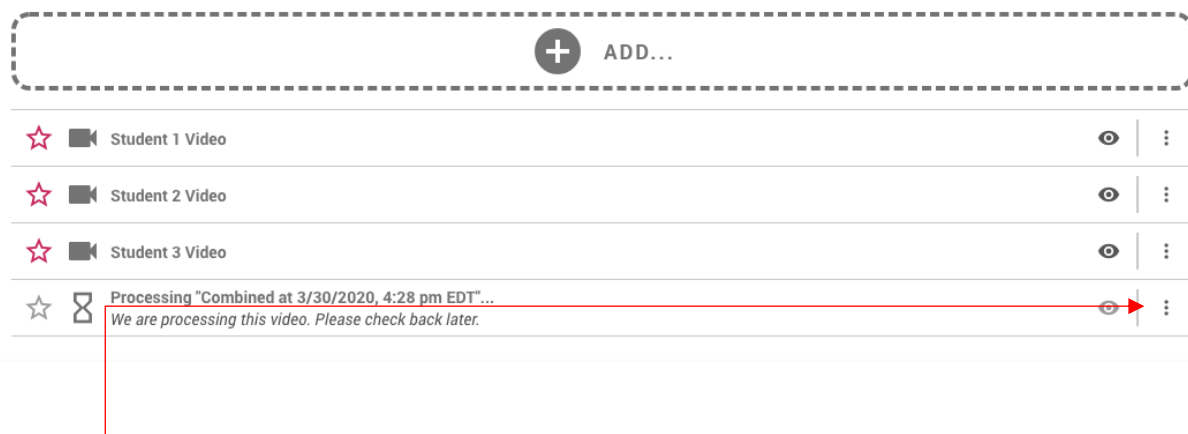 ADD...
Student 1 Video
Student 2 Video
Student 3 Video
Processing "Combined at 3/30/2020, 4:28 pm EDT"...
We are processing this video. Please check back later.